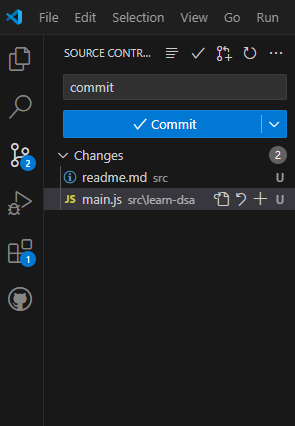 File Edit Selection View Go Run
SOURCE CONTR...
commit
Commit
Changes 2
readme.md src U
JS main.js src\learn-dsa U
2
1